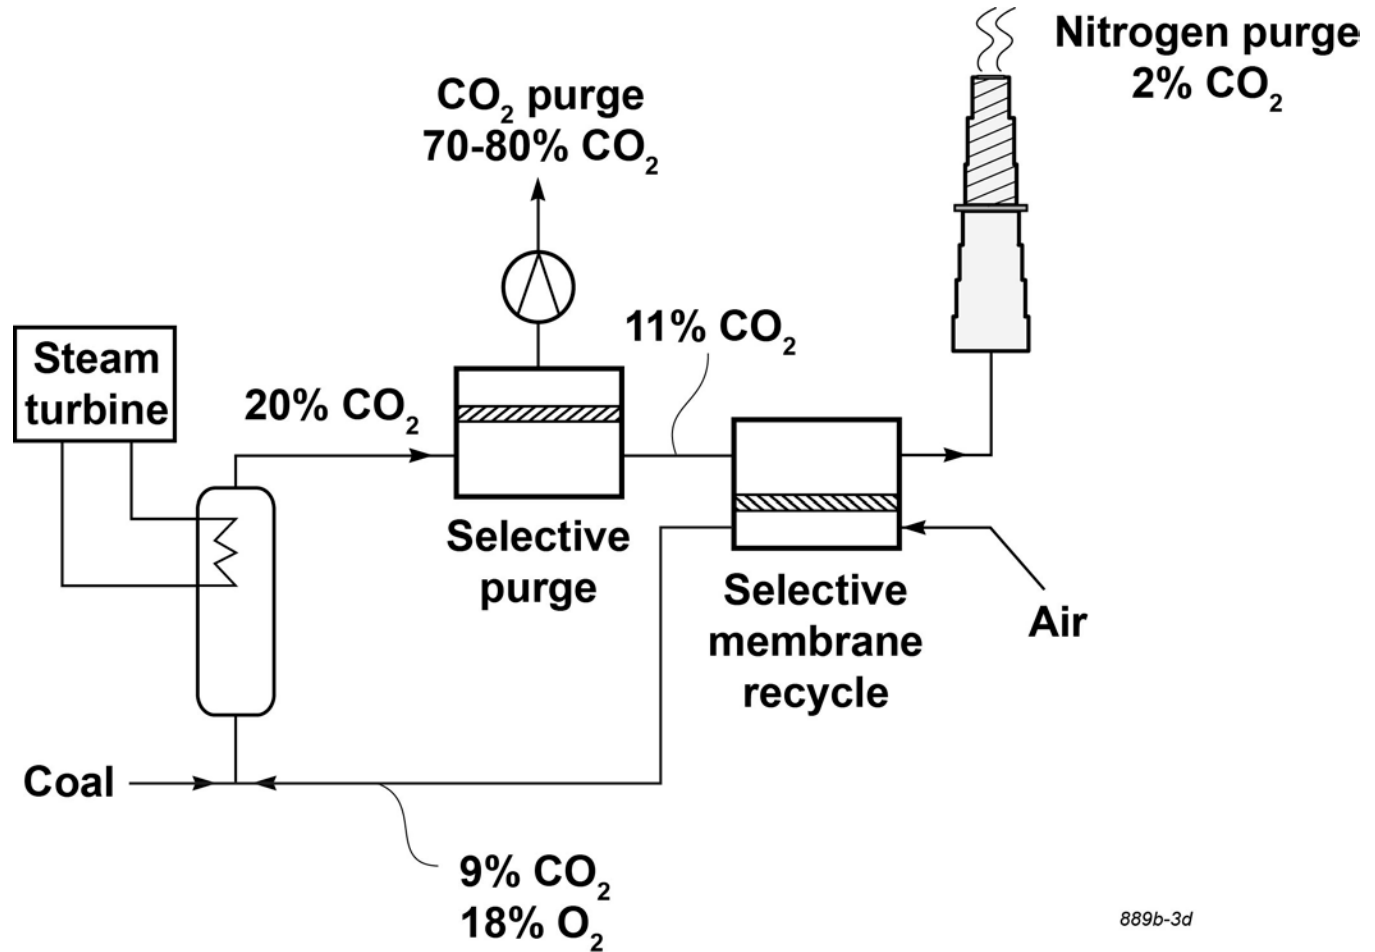 Nitrogen purge
2% CO₂
CO₂ purge
70-80% CO₂
11% CO₂
Steam
turbine
20% CO₂
Selective
purge
Selective
membrane
recycle
Air
Coal
9% CO₂
18% O₂
889b-3d